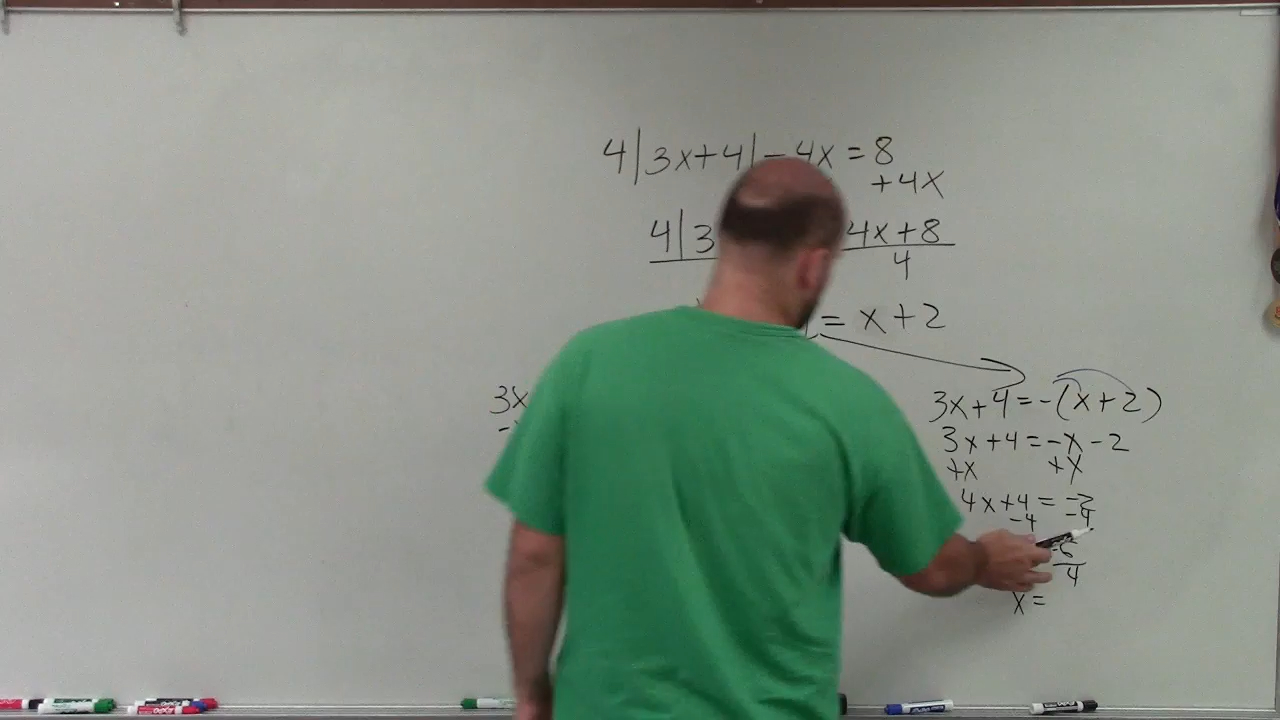 4|3x+4|-4x=8
+4x
4|3 4x+8
4
= x+2
3x
3x+4=-(x+2)
3x+4=-x-2
+x +x
4x+4=-2
-4 -4
-6
4
x=